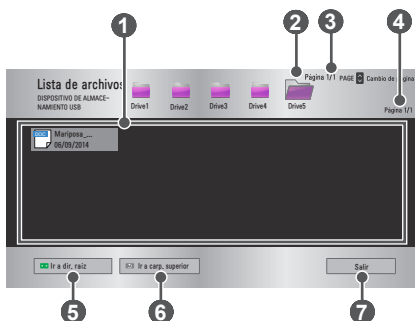 1
2
3
4
Lista de archivos
Página 1/1 PAGE Cambio de página
DISPOSITIVO DE ALMACE-
NAMIENTO USB
Drive1
Drive2
Drive3
Drive4
Drive5
Página 1/1
DOC
Mariposa_...
06/09/2014
Ir a dir. raíz
Ir a carp. superior
Salir
5
6
7